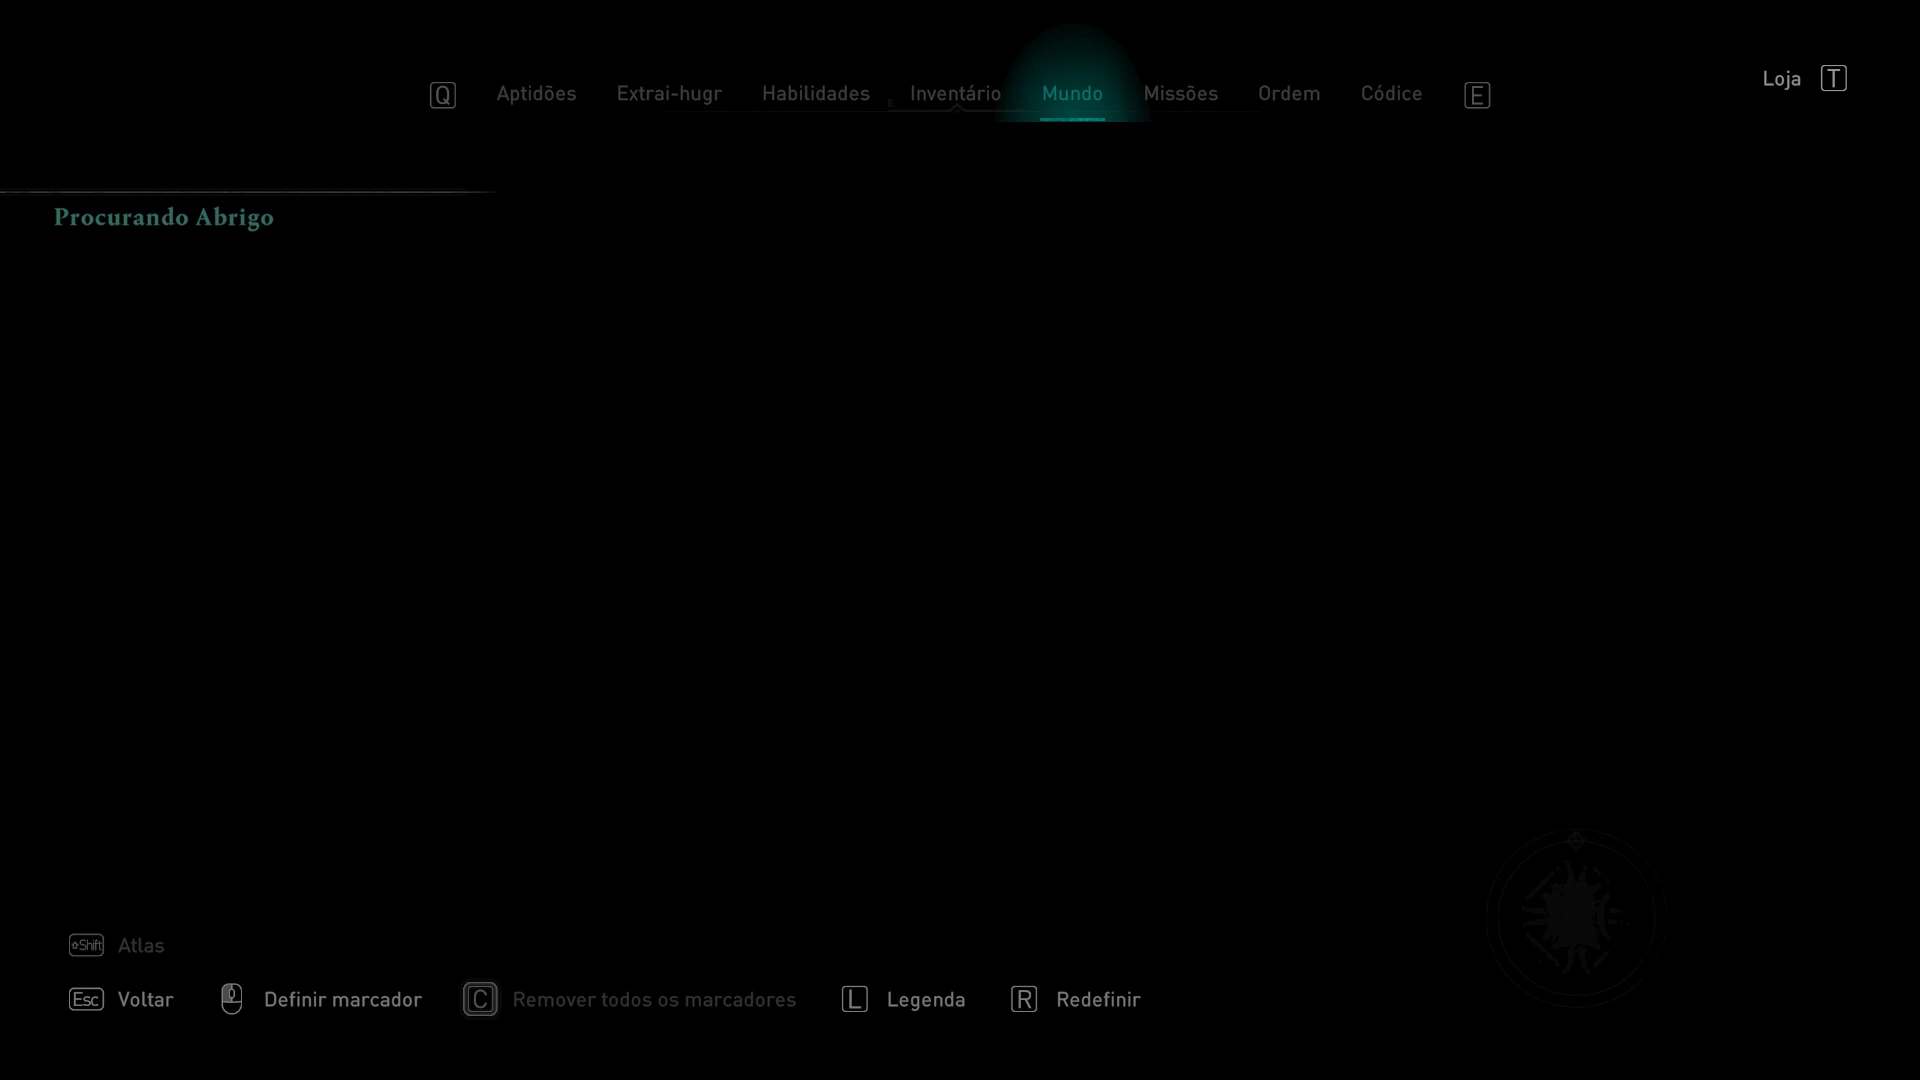 Q Aptidões Extrai-hugr Habilidades Inventário Mundo Missões Ordem Códice E
Loja T
Procurando Abrigo
Shift Atlas
Esc Voltar Definir marcador C Remover todos os marcadores L Legenda R Redefinir